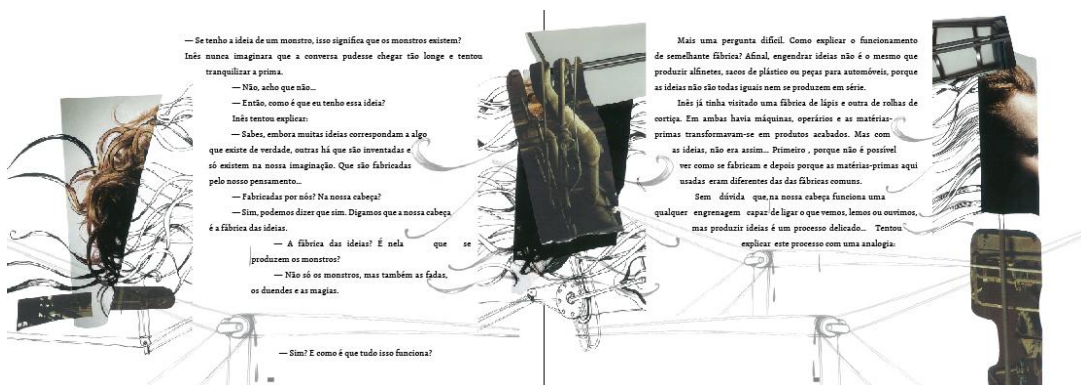 — Se tenho a ideia de um monstro, isso significa que os monstros existem?
Inês nunca imaginara que a conversa pudesse chegar tão longe e tentou
tranquilizar a prima.
— Não, acho que não...
— Então, como é que eu tenho essa ideia?
Inês tentou explicar:
— Sabes, embora muitas ideias correspondam a algo
que existe de verdade, outras há que são inventadas e
só existem na nossa imaginação. Que são fabricadas
pelo nosso pensamento...
— Fabricadas por nós? Na nossa cabeça?
— Sim, podemos dizer que sim. Digamos que a nossa cabeça
é a fábrica das ideias.
— A fábrica das ideias? É nela que se
produzem os monstros?
— Não só os monstros, mas também as fadas,
os duendes e as magias.
— Sim? E como é que tudo isso funciona?
Mais uma pergunta difícil. Como explicar o funcionamento
de semelhante fábrica? Afinal, engendrar ideias não é o mesmo que
produzir alfinetes, sacos de plástico ou peças para automóveis, porque
as ideias não são todas iguais nem se produzem em série.
Inês já tinha visitado uma fábrica de lápis e outra de rolhas de
cortiça. Em ambas havia máquinas, operários e as matérias-
primas transformavam-se em produtos acabados. Mas com
as ideias, não era assim... Primeiro , porque não é possível
ver como se fabricam e depois porque as matérias-primas aqui
usadas eram diferentes das das fábricas comuns.
Sem dúvida que, na nossa cabeça funciona uma
qualquer engrenagem capaz de ligar o que vemos, lemos ou ouvimos,
mas produzir ideias é um processo delicado... Tentou
explicar este processo com uma analogia: